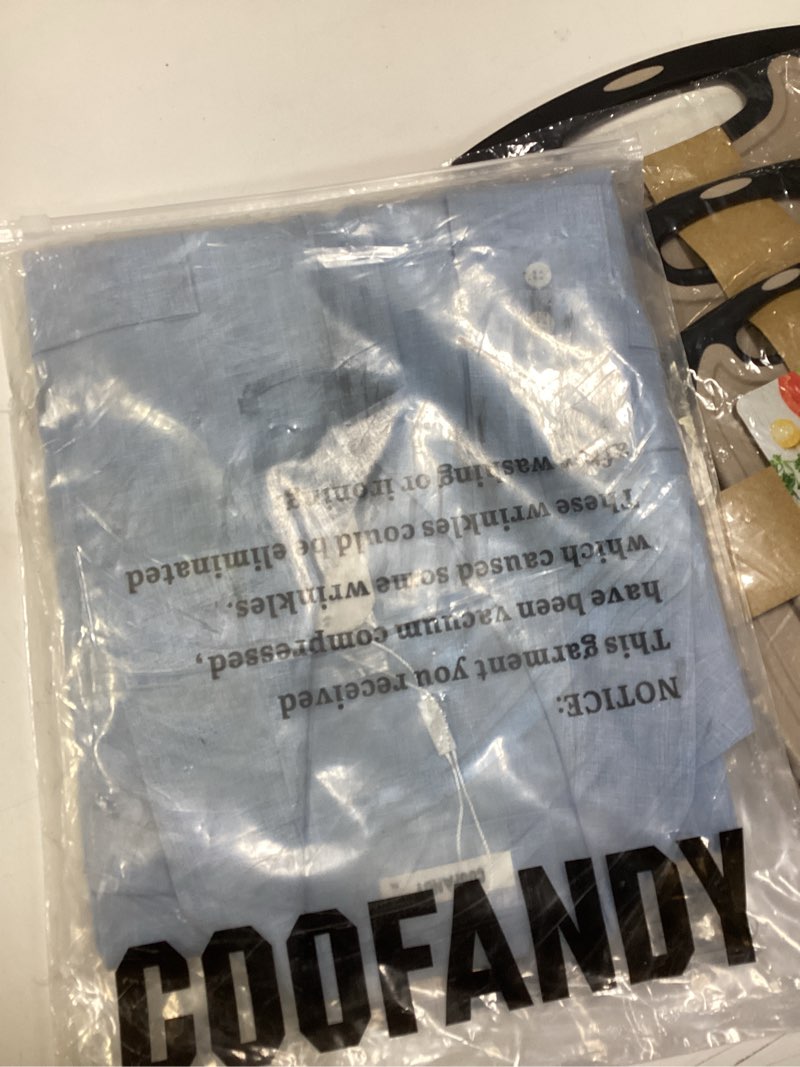 NOTICE:
This garment you received
have been vacuum compressed,
which caused some wrinkles.
These wrinkles could be eliminated
after washing or ironing
COOFANDY
COOFANDY